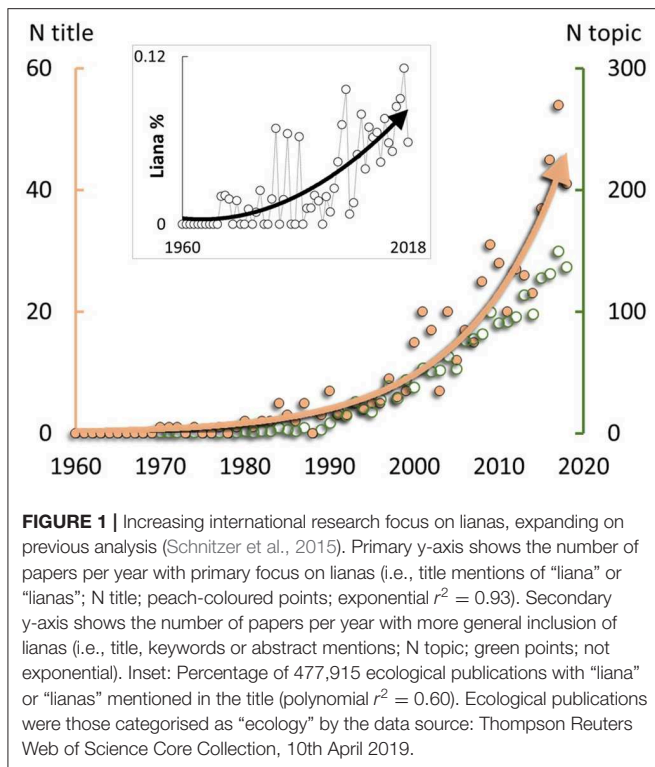 N title
N topic
60
40
20
0
300
200
100
0
0.12
Liana %
0
1960
2018
1960
1970
1980
1990
2000
2010
2020
FIGURE 1 | Increasing international research focus on lianas, expanding on
previous analysis (Schnitzer et al., 2015). Primary y-axis shows the number of
papers per year with primary focus on lianas (i.e., title mentions of “liana” or
“lianas”; N title; peach-coloured points; exponential r² = 0.93). Secondary
y-axis shows the number of papers per year with more general inclusion of
lianas (i.e., title, keywords or abstract mentions; N topic; green points; not
exponential). Inset: Percentage of 477,915 ecological publications with “liana”
or “lianas” mentioned in the title (polynomial r² = 0.60). Ecological publications
were those categorised as “ecology” by the data source: Thompson Reuters
Web of Science Core Collection, 10th April 2019.